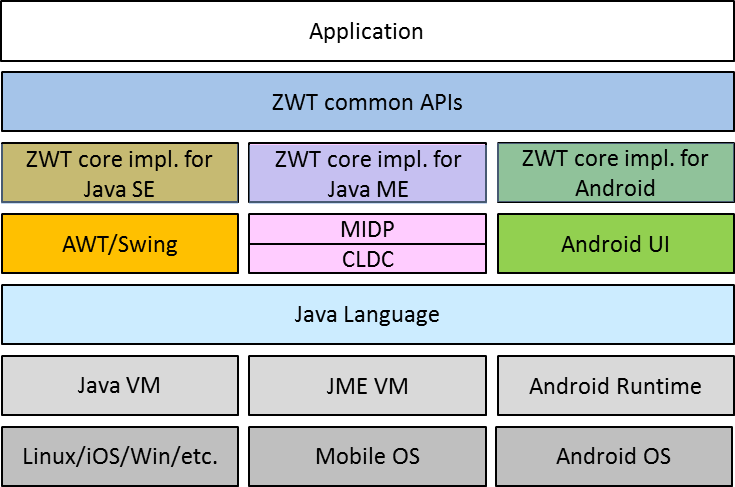 Application
ZWT common APIs
ZWT core impl. for
Java SE
ZWT core impl. for
Java ME
ZWT core impl. for
Android
AWT/Swing
MIDP
CLDC
Android UI
Java Language
Java VM
JME VM
Android Runtime
Linux/iOS/Win/etc.
Mobile OS
Android OS